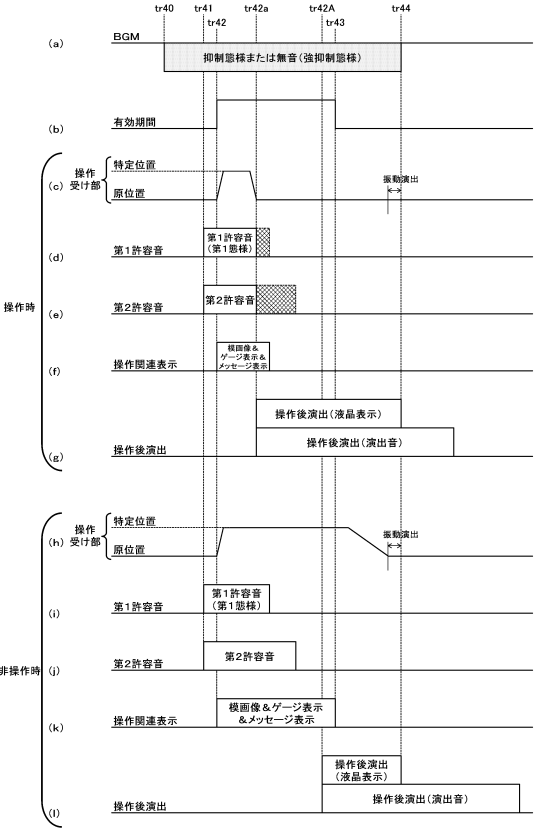 tr40 tr41 tr42a tr42A tr44
tr42 tr43
BGM
(a)
抑制態様または無音(強抑制態様)
有効期間
(b)
操作時
操作
受け部
特定位置
(c)
原位置
振動演出
第1許容音
(第1態様)
(d)
第1許容音
第2許容音
(e)
第2許容音
模画像&
ゲージ表示&
メッセージ表示
(f)
操作関連表示
操作後演出(液晶表示)
操作後演出(演出音)
(g)
操作後演出
非操作時
操作
受け部
特定位置
(h)
原位置
振動演出
第1許容音
(第1態様)
(i)
第1許容音
第2許容音
(j)
第2許容音
模画像&ゲージ表示
&メッセージ表示
(k)
操作関連表示
操作後演出
(液晶表示)
操作後演出(演出音)
(l)
操作後演出